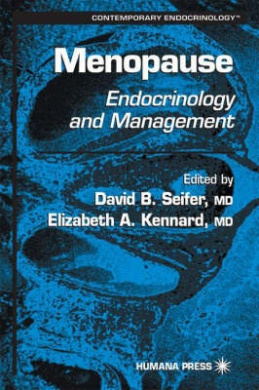 CONTEMPORARY ENDOCRINOLOGY™
Menopause
Endocrinology
and Management
Edited by
David B. Seifer, MD
Elizabeth A. Kennard, MD
HUMANA PRESS